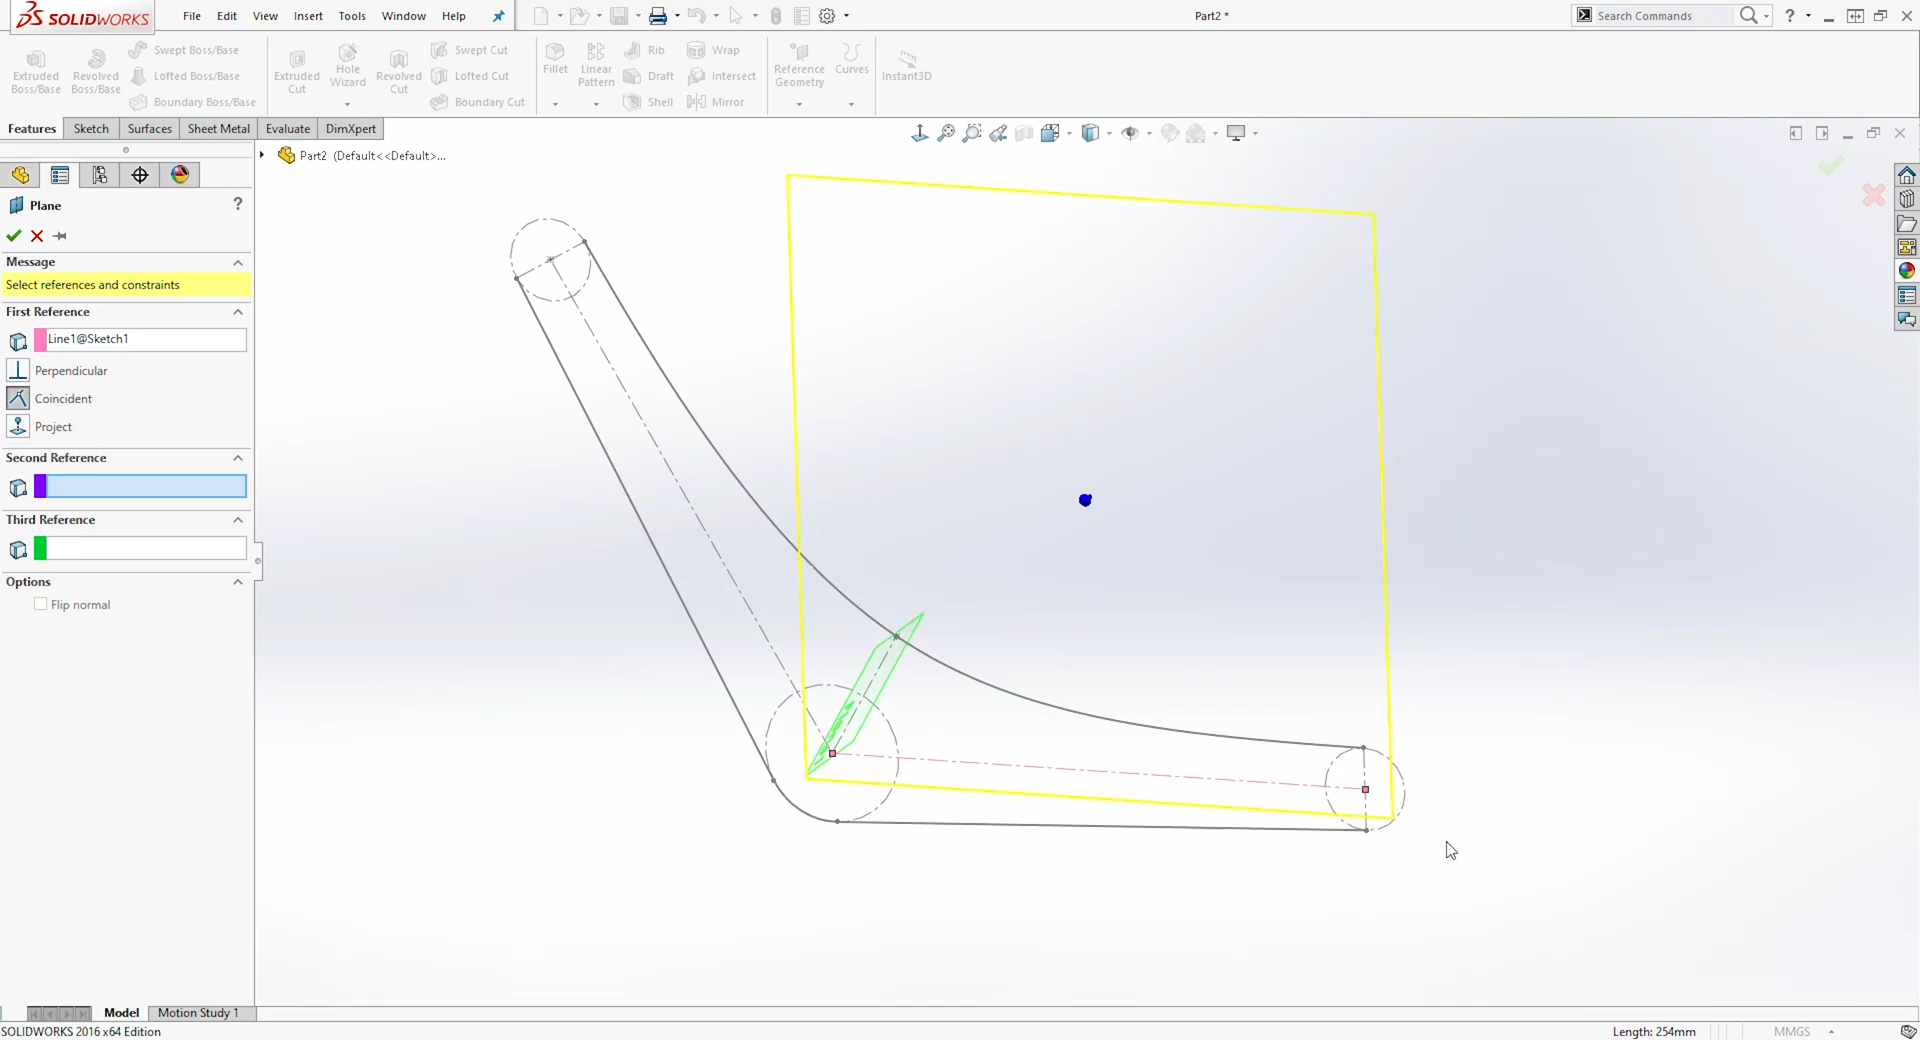 SOLIDWORKS File Edit View Insert Tools Window Help Part2 * Search Commands ?
Extruded Boss/Base
Revolved Boss/Base
Swept Boss/Base
Lofted Boss/Base
Boundary Boss/Base
Extruded Cut
Hole Wizard
Revolved Cut
Swept Cut
Lofted Cut
Boundary Cut
Fillet
Linear Pattern
Rib
Draft
Shell
Wrap
Intersect
Mirror
Reference Geometry
Curves
Instant3D
Features Sketch Surfaces Sheet Metal Evaluate DimXpert
Part2 (Default<<Default>...
Plane ?
Message
Select references and constraints
First Reference
Line1@Sketch1
Perpendicular
Coincident
Project
Second Reference
Third Reference
Options
Flip normal
Model Motion Study 1
SOLIDWORKS 2016 x64 Edition Length: 254mm MMGS